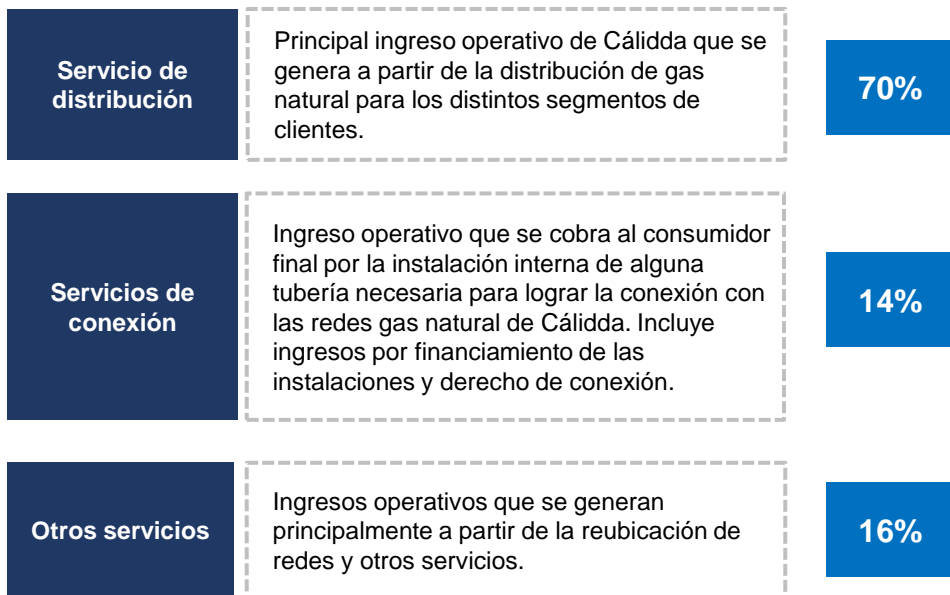 Servicio de
distribución
Principal ingreso operativo de Cálidda que se
genera a partir de la distribución de gas
natural para los distintos segmentos de
clientes.
70%
Servicios de
conexión
Ingreso operativo que se cobra al consumidor
final por la instalación interna de alguna
tubería necesaria para lograr la conexión con
las redes gas natural de Cálidda. Incluye
ingresos por financiamiento de las
instalaciones y derecho de conexión.
14%
Otros servicios
Ingresos operativos que se generan
principalmente a partir de la reubicación de
redes y otros servicios.
16%